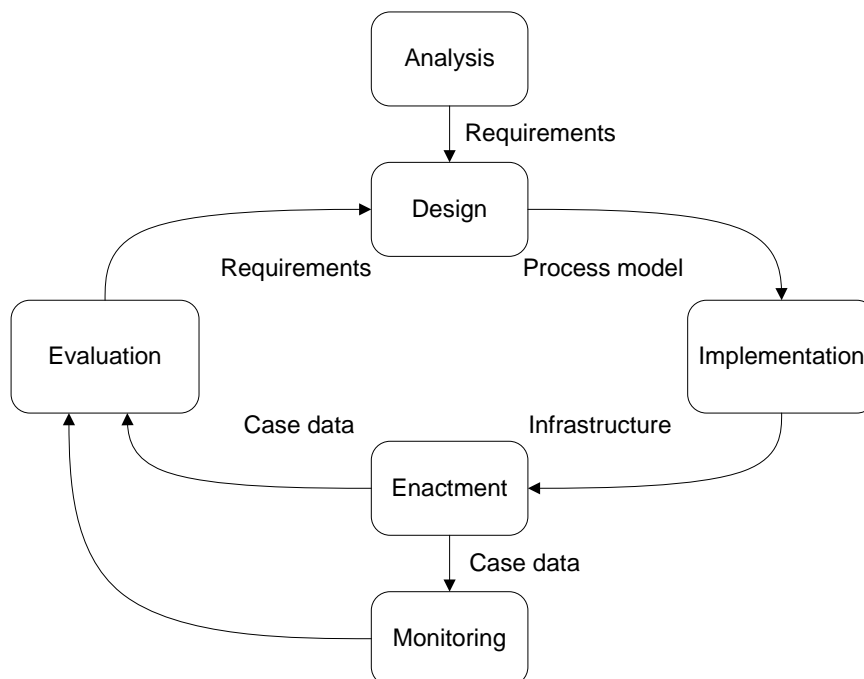 Analysis
Requirements
Design
Requirements
Process model
Evaluation
Implementation
Case data
Infrastructure
Enactment
Case data
Monitoring